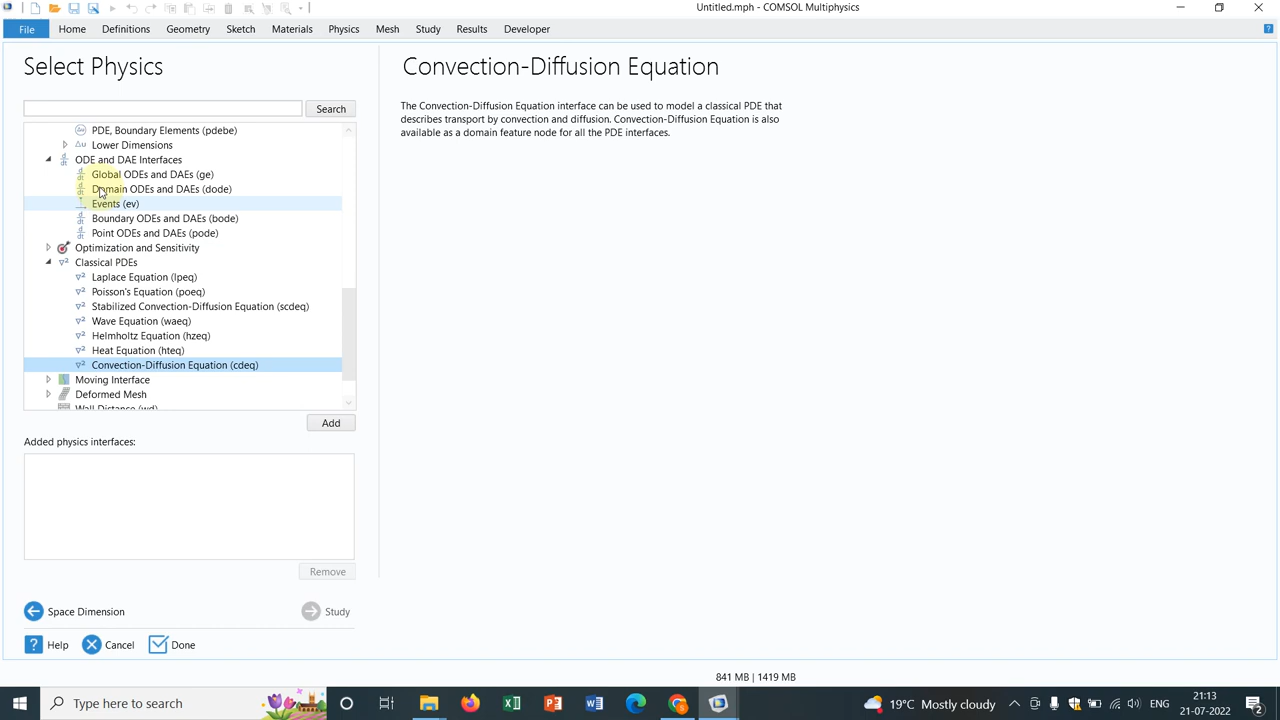 Untitled.mph - COMSOL Multiphysics
File Home Definitions Geometry Sketch Materials Physics Mesh Study Results Developer
Select Physics
Search
PDE, Boundary Elements (pdebe)
Lower Dimensions
ODE and DAE Interfaces
Global ODEs and DAEs (ge)
Domain ODEs and DAEs (dode)
Events (ev)
Boundary ODEs and DAEs (bode)
Point ODEs and DAEs (pode)
Optimization and Sensitivity
Classical PDEs
Laplace Equation (lpeq)
Poisson's Equation (poeq)
Stabilized Convection-Diffusion Equation (scdeq)
Wave Equation (waeq)
Helmholtz Equation (hzeq)
Heat Equation (hteq)
Convection-Diffusion Equation (cdeq)
Moving Interface
Deformed Mesh
Wall Distance (wd)
Add
Added physics interfaces:
Remove
Space Dimension
Study
Help Cancel Done
Convection-Diffusion Equation
The Convection-Diffusion Equation interface can be used to model a classical PDE that
describes transport by convection and diffusion. Convection-Diffusion Equation is also
available as a domain feature node for all the PDE interfaces.
841 MB | 1419 MB
Type here to search
19°C Mostly cloudy
ENG
21:13
21-07-2022
2